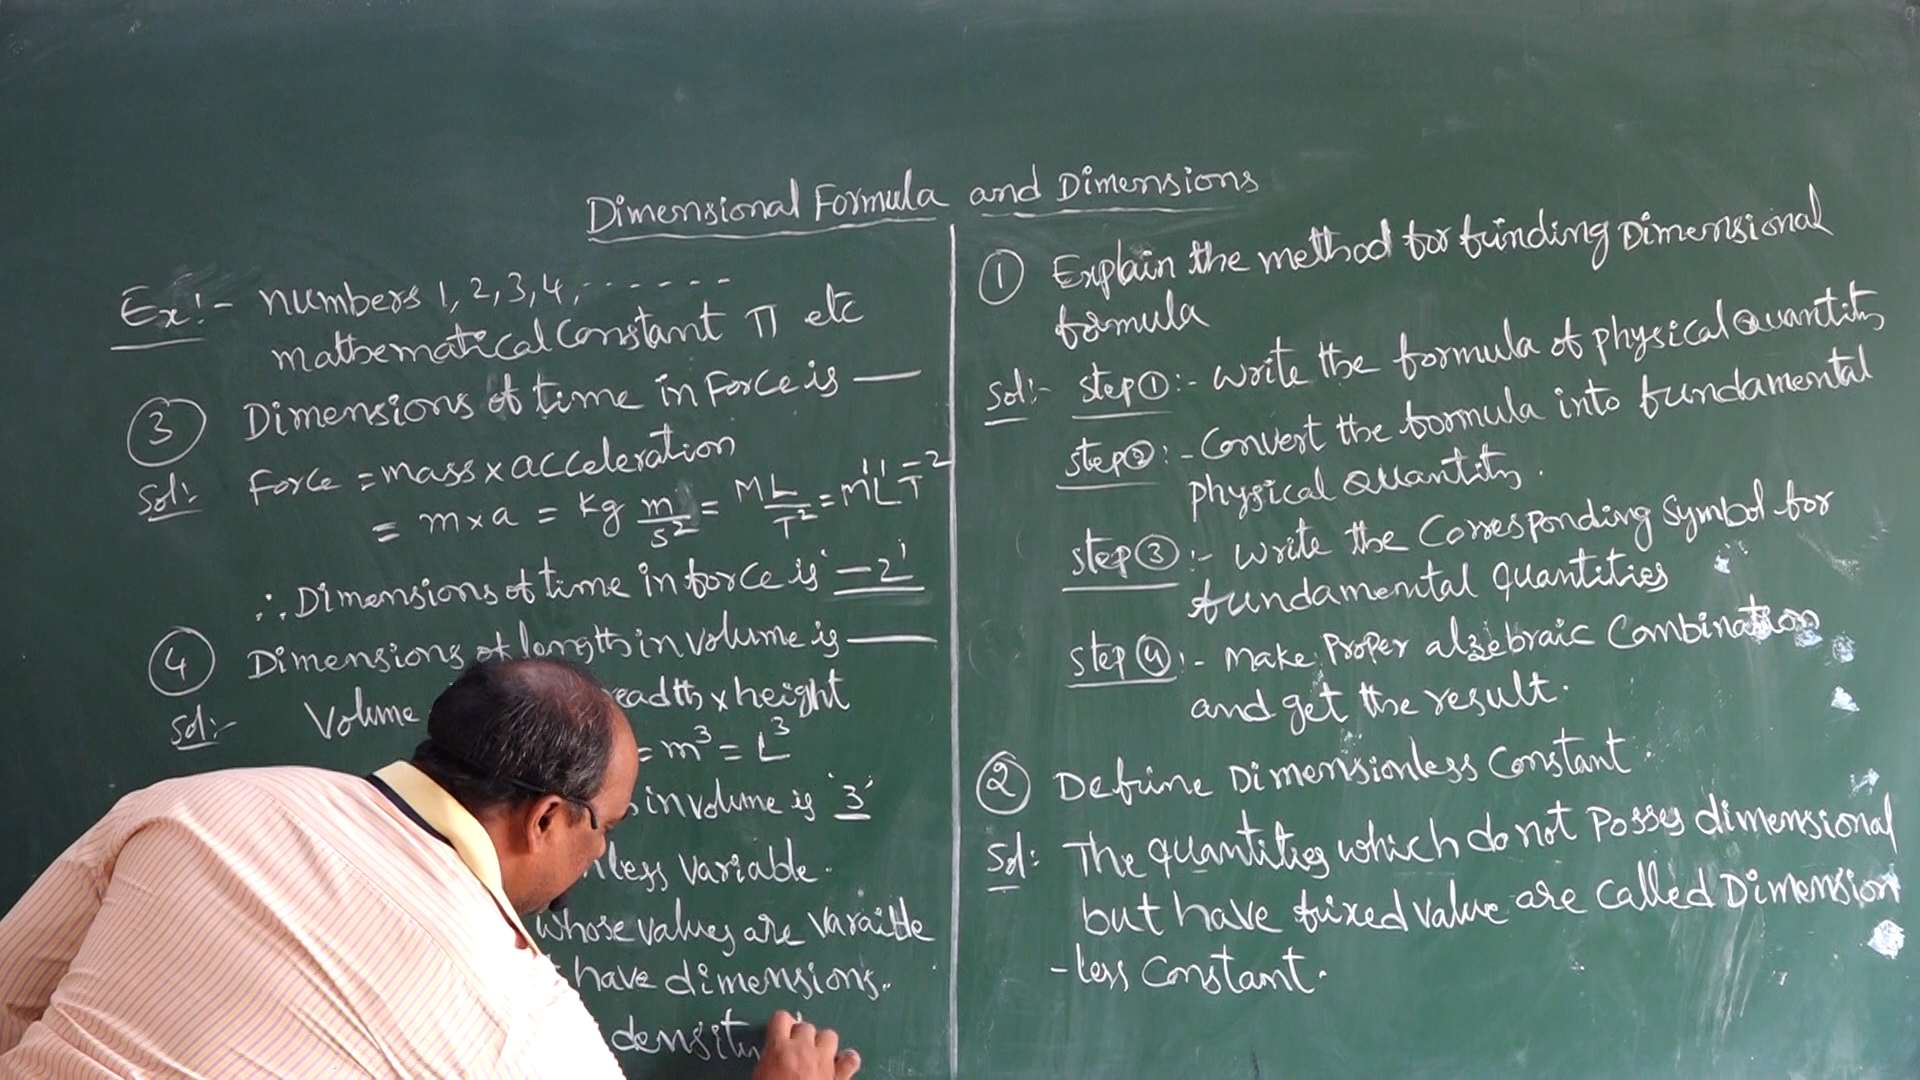 Dimensional Formula and Dimensions
Ex:- numbers 1, 2, 3, 4, ......
mathematical Constant π etc
③ Dimensions of time in Force is —
Sol: Force = mass x acceleration
= m x a = Kg m/s² = ML/T² = M¹L¹T⁻²
∴ Dimensions of time in force is '-2'
④ Dimensions of length in volume is —
Sol:- Volume readth x height
= m³ = L³
in volume is '3'
less variable.
whose values are varaible
have dimensions.
density
① Explain the method for finding Dimensional
formula
Sol:- Step①:- Write the formula of physical Quantity
Step②:- Convert the formula into fundamental
physical Quantity.
Step③:- Write the Corresponding Symbol for
fundamental quantities
Step④:- Make Proper algebraic Combination
and get the result.
② Define Dimensionless Constant.
Sol: The quantities which do not Posses dimensional
but have fixed value are called Dimension
-less Constant.